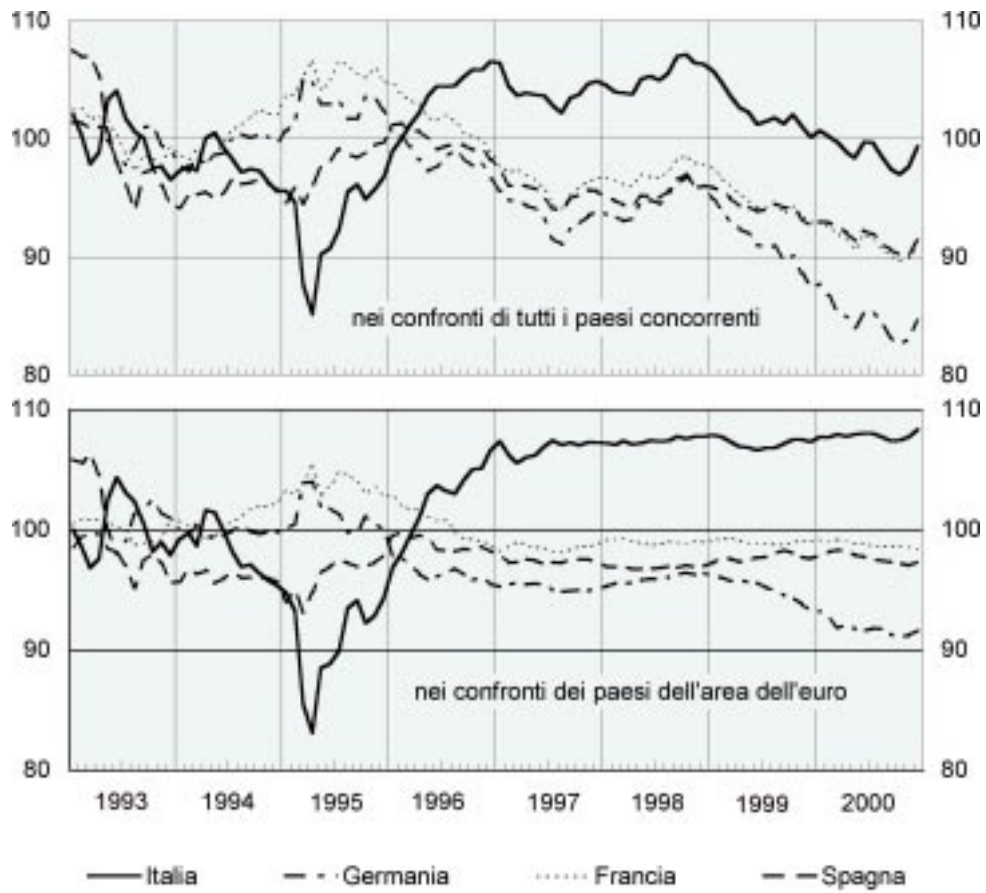 110 110
100 100
90 90
nei confronti di tutti i paesi concorrenti
80 80
110 110
100 100
90 90
nei confronti dei paesi dell'area dell'euro
80 80
1993 1994 1995 1996 1997 1998 1999 2000
Italia Germania Francia Spagna